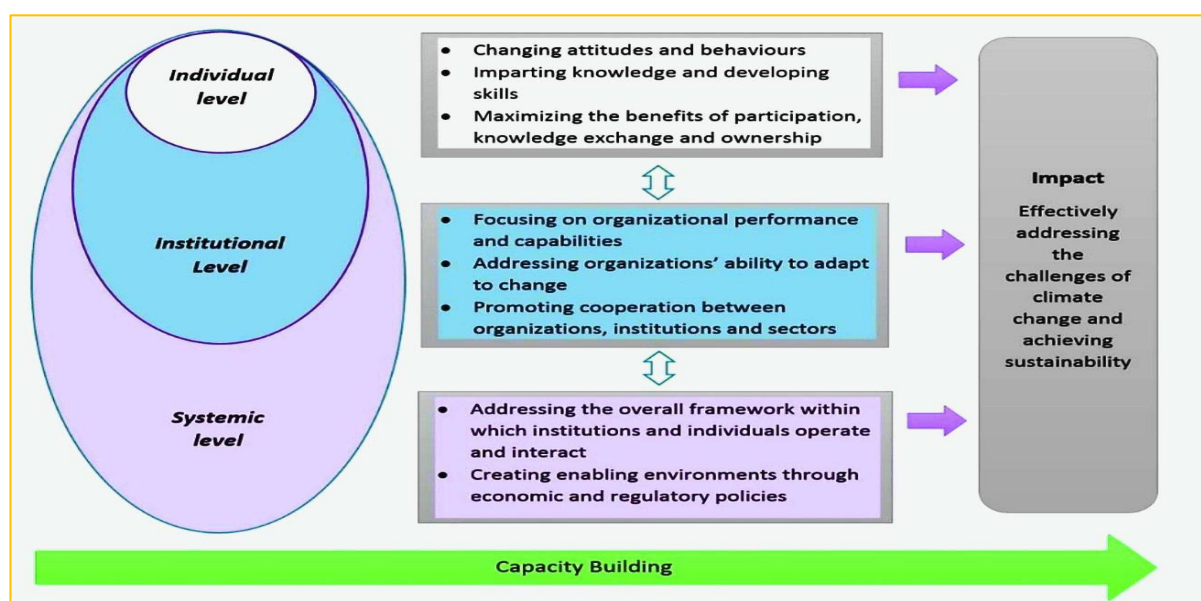 Individual
level
Institutional
Level
Systemic
level
• Changing attitudes and behaviours
• Imparting knowledge and developing
skills
• Maximizing the benefits of participation,
knowledge exchange and ownership
• Focusing on organizational performance
and capabilities
• Addressing organizations’ ability to adapt
to change
• Promoting cooperation between
organizations, institutions and sectors
• Addressing the overall framework within
which institutions and individuals operate
and interact
• Creating enabling environments through
economic and regulatory policies
Impact
Effectively
addressing
the
challenges of
climate
change and
achieving
sustainability
Capacity Building